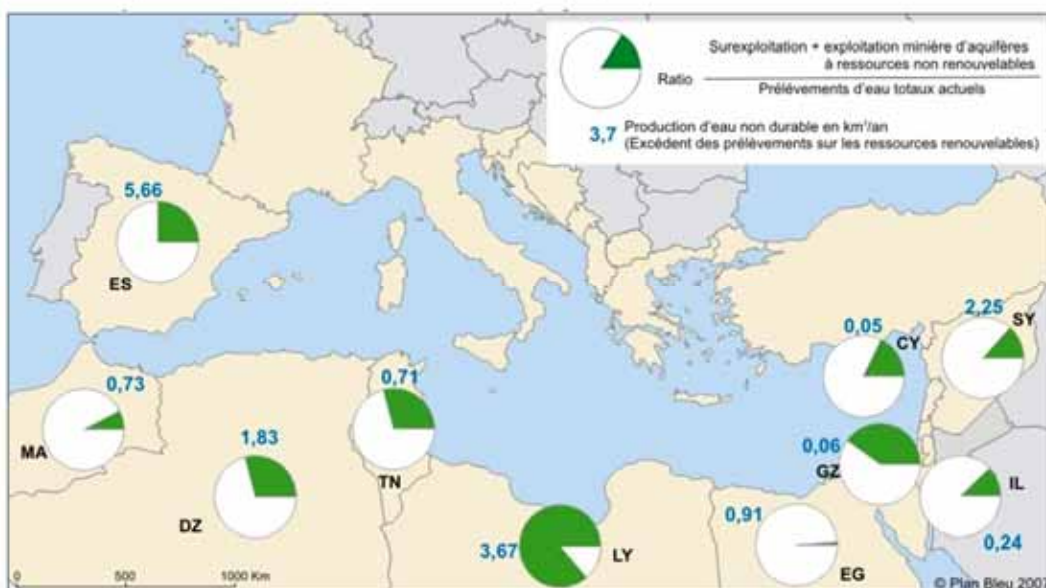 Surexploitation + exploitation minière d'aquifères
à ressources non renouvelables
Ratio
Prélévements d'eau totaux actuels
3,7 Production d'eau non durable en km³/an
(Excédent des prélèvements sur les ressources renouvelables)
5,66
ES
2,25
SY
0,05
CY
0,73
MA
0,71
TN
1,83
DZ
0,06
GZ
IL
0,24
3,67
LY
0,91
EG
0 500 1000 Km
© Plan Bleu